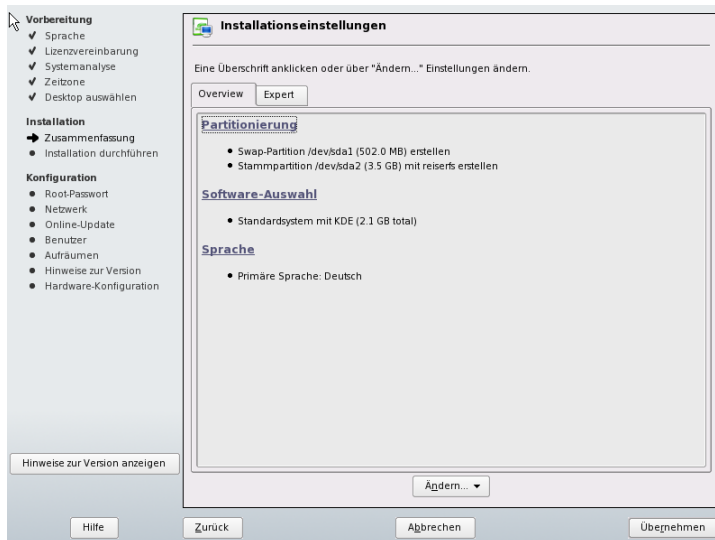 Vorbereitung
Sprache
Lizenzvereinbarung
Systemanalyse
Zeitzone
Desktop auswählen
Installation
Zusammenfassung
Installation durchführen
Konfiguration
Root-Passwort
Netzwerk
Online-Update
Benutzer
Aufräumen
Hinweise zur Version
Hardware-Konfiguration
Hinweise zur Version anzeigen
Hilfe
Installationseinstellungen
Eine Überschrift anklicken oder über "Ändern..." Einstellungen ändern.
Overview Expert
Partitionierung
Swap-Partition /dev/sda1 (502.0 MB) erstellen
Stammpartition /dev/sda2 (3.5 GB) mit reiserfs erstellen
Software-Auswahl
Standardsystem mit KDE (2.1 GB total)
Sprache
Primäre Sprache: Deutsch
Ändern...
Zurück Abbrechen Übernehmen